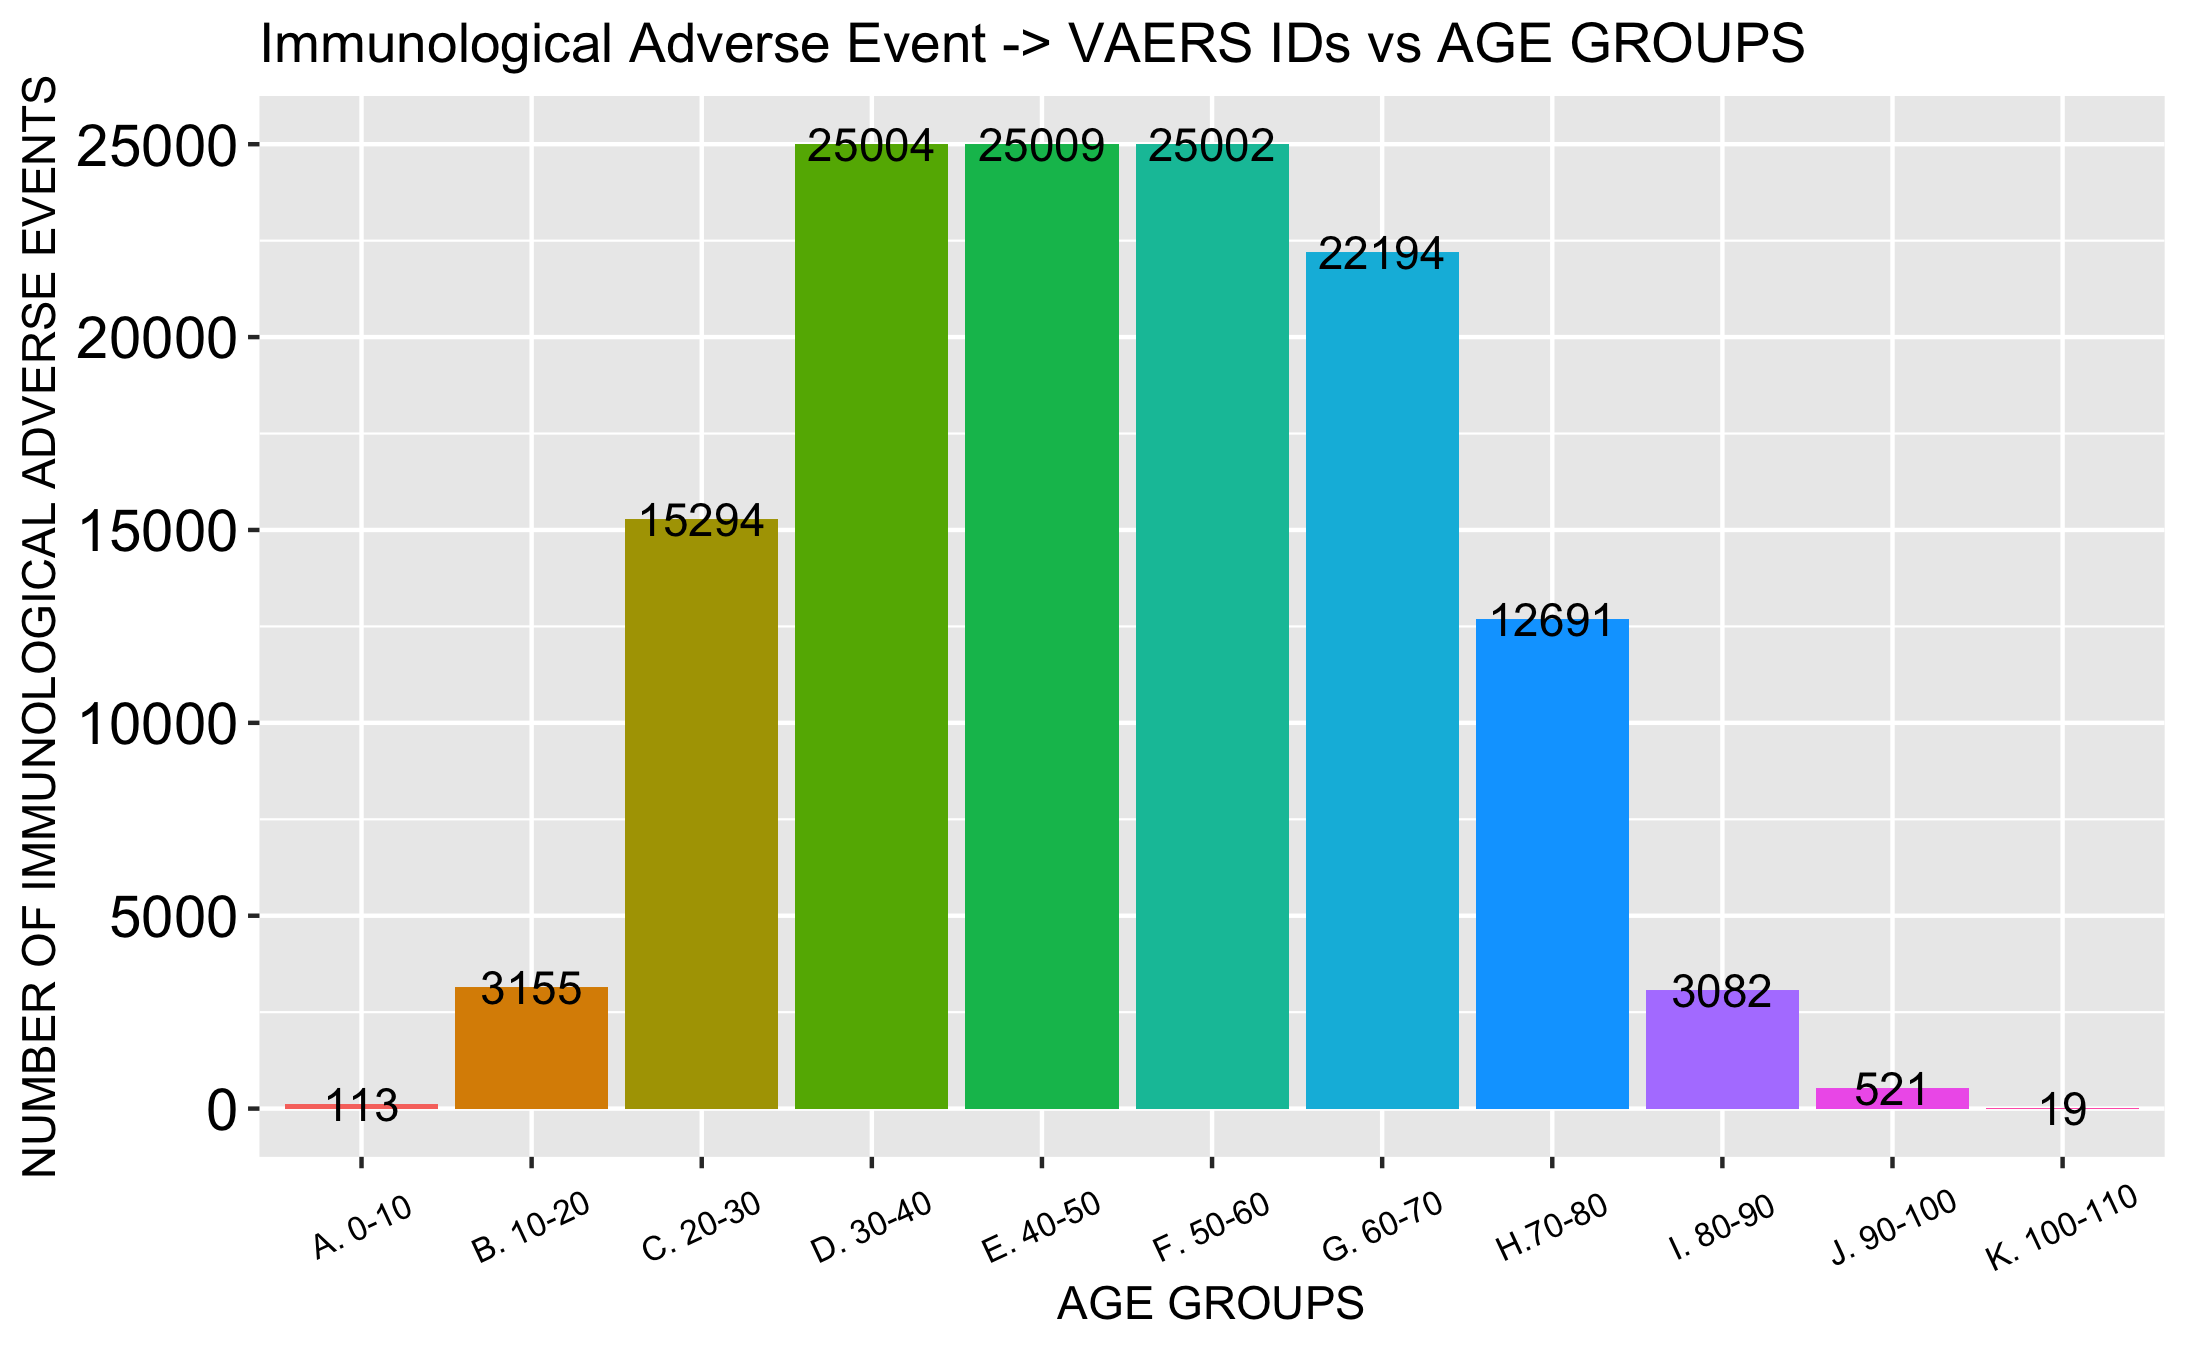 Immunological Adverse Event -> VAERS IDs vs AGE GROUPS
NUMBER OF IMMUNOLOGICAL ADVERSE EVENTS
25000
20000
15000
10000
5000
0
113
3155
15294
25004
25009
25002
22194
12691
3082
521
19
A. 0-10
B. 10-20
C. 20-30
D. 30-40
E. 40-50
F. 50-60
G. 60-70
H.70-80
I. 80-90
J. 90-100
K. 100-110
AGE GROUPS